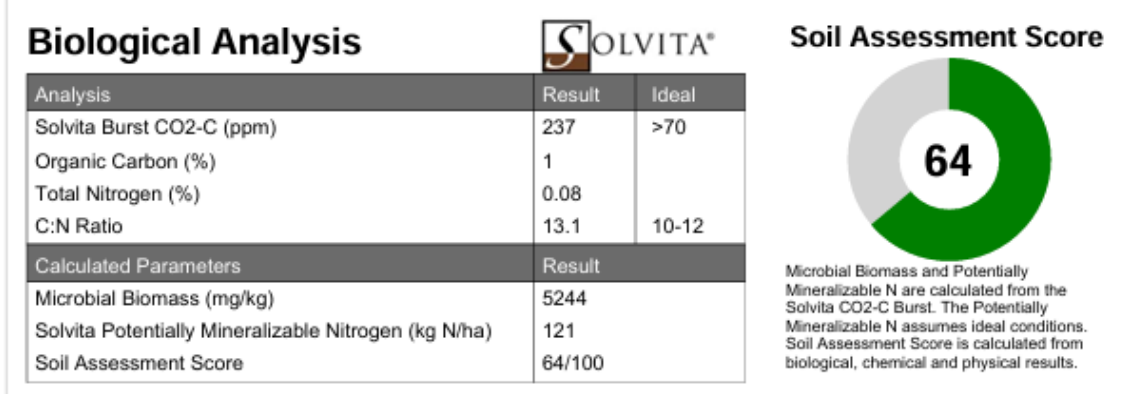 Biological Analysis
SOLVITA®
Analysis Result Ideal
Solvita Burst CO2-C (ppm) 237 >70
Organic Carbon (%) 1
Total Nitrogen (%) 0.08
C:N Ratio 13.1 10-12
Calculated Parameters Result
Microbial Biomass (mg/kg) 5244
Solvita Potentially Mineralizable Nitrogen (kg N/ha) 121
Soil Assessment Score 64/100
Soil Assessment Score
64
Microbial Biomass and Potentially
Mineralizable N are calculated from the
Solvita CO2-C Burst. The Potentially
Mineralizable N assumes ideal conditions.
Soil Assessment Score is calculated from
biological, chemical and physical results.